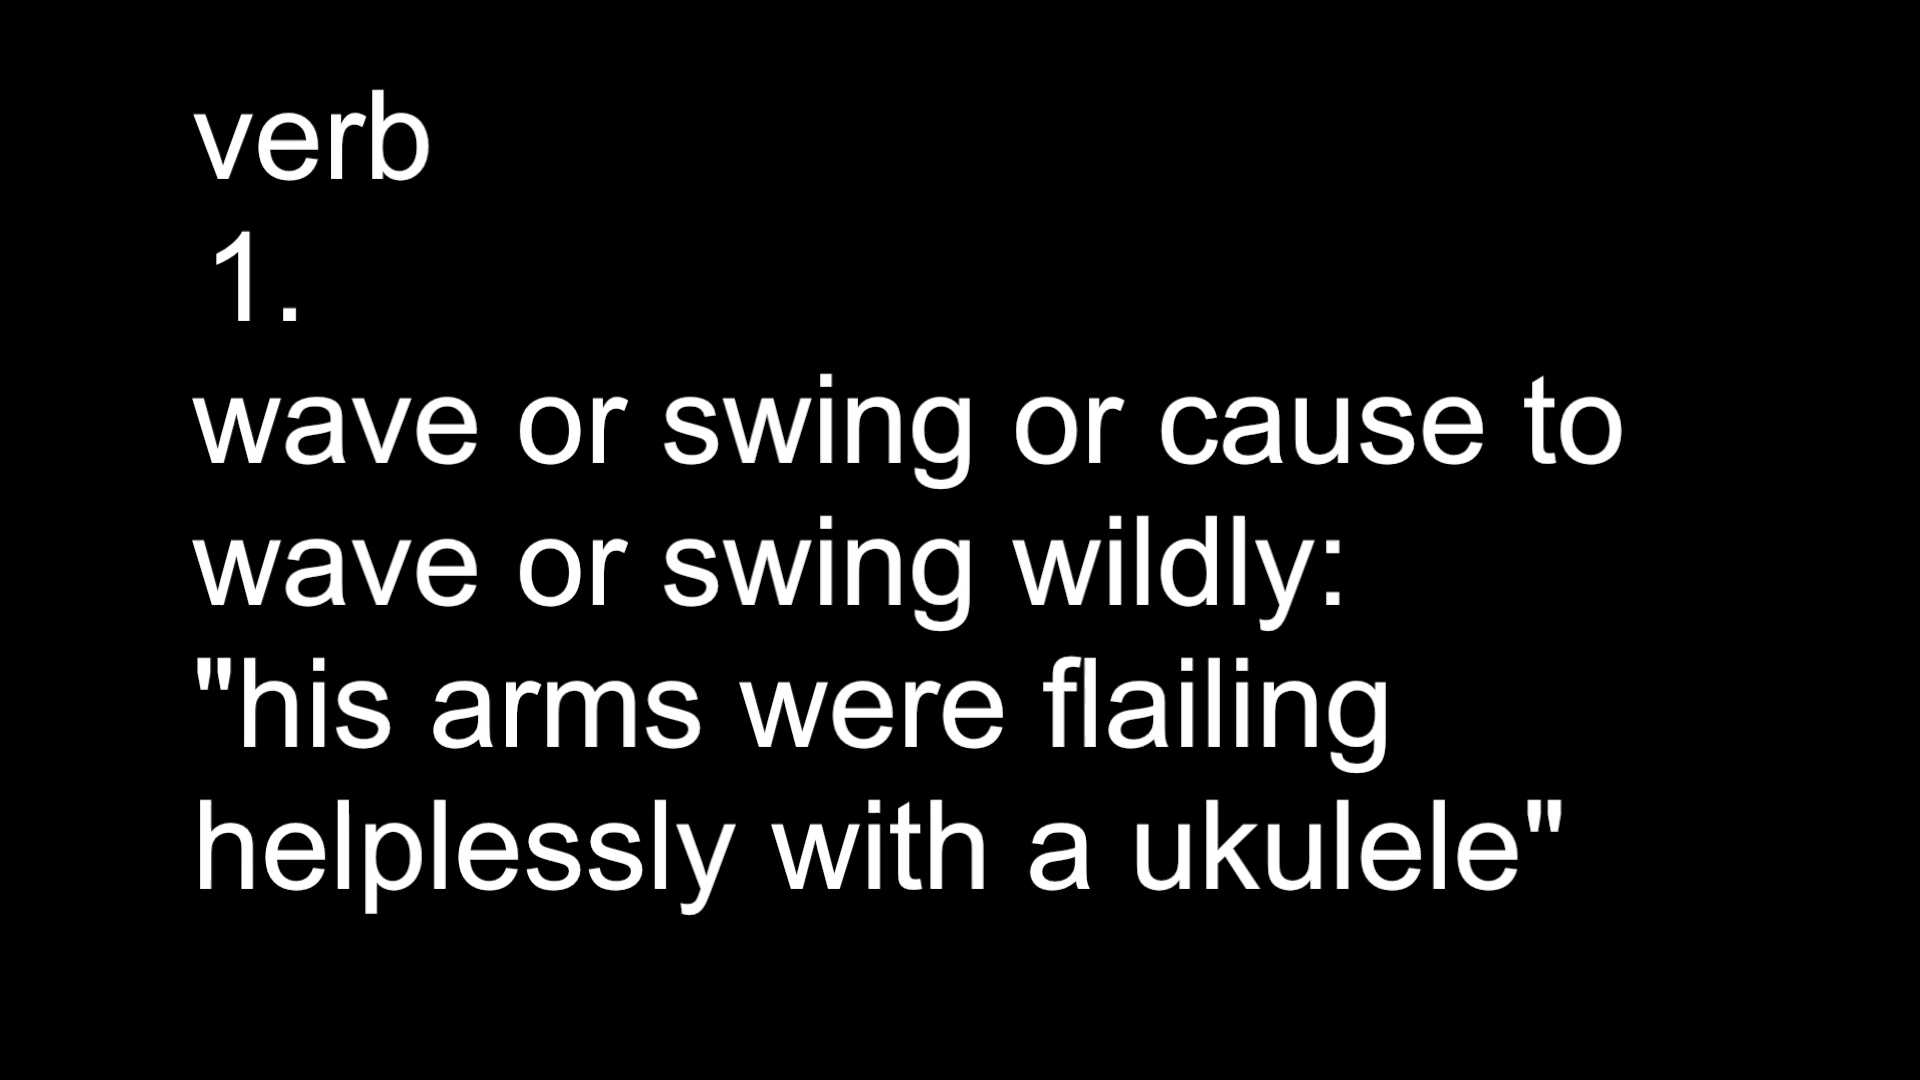 verb
1.
wave or swing or cause to
wave or swing wildly:
"his arms were flailing
helplessly with a ukulele"